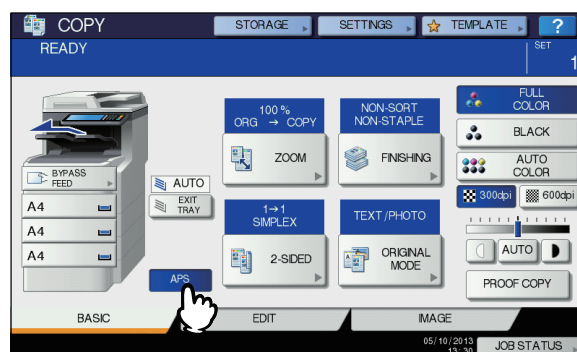 COPY
STORAGE
SETTINGS
TEMPLATE
?
READY
SET
1
100 %
ORG → COPY
ZOOM
NON-SORT
NON-STAPLE
FINISHING
FULL
COLOR
BLACK
AUTO
COLOR
300dpi
600dpi
BYPASS
FEED
AUTO
EXIT
TRAY
A4
A4
A4
1→1
SIMPLEX
2-SIDED
TEXT/PHOTO
ORIGINAL
MODE
AUTO
APS
PROOF COPY
BASIC
EDIT
IMAGE
05/10/2013
13:30
JOB STATUS